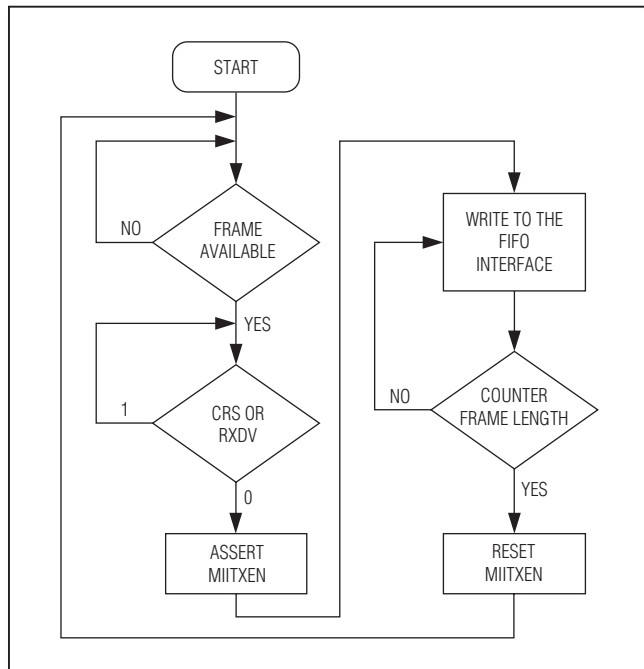 START
FRAME
AVAILABLE
NO
YES
CRS OR
RXDV
1
0
ASSERT
MIITXEN
WRITE TO THE
FIFO
INTERFACE
COUNTER
FRAME LENGTH
NO
YES
RESET
MIITXEN